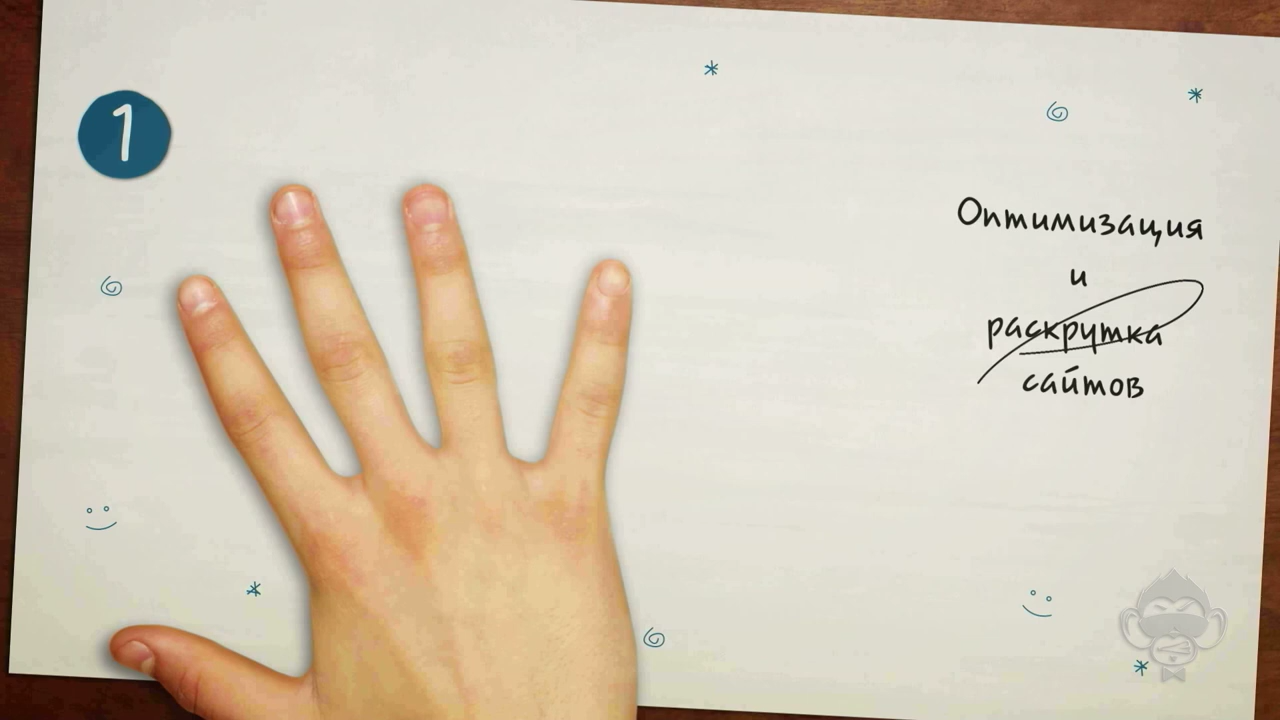 1
Оптимизация
и
раскрутка
сайтов